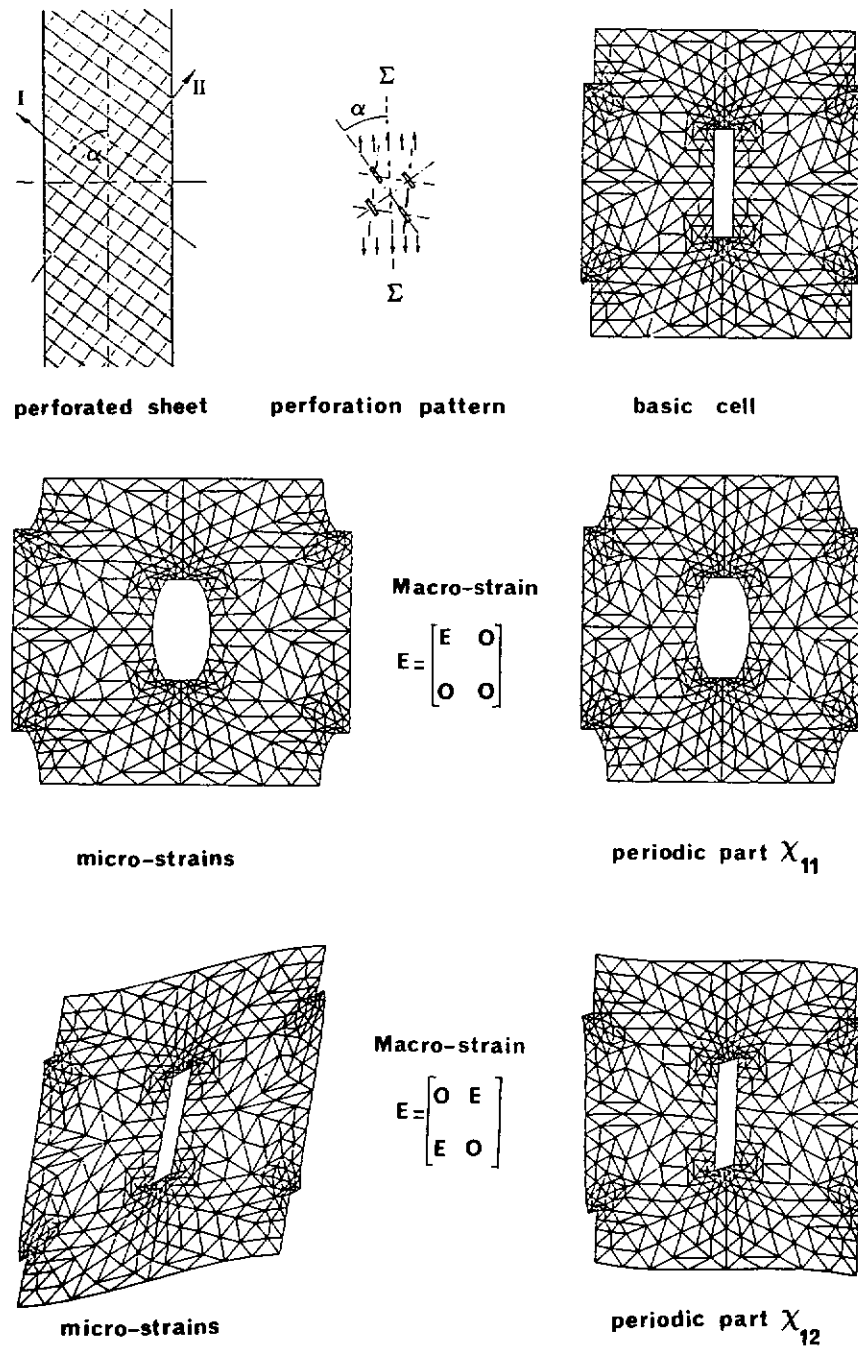 I
II
α
α
Σ
Σ
perforated sheet
perforation pattern
basic cell
Macro-strain
E = [E O
O O]
micro-strains
periodic part χ11
Macro-strain
E = [O E
E O]
micro-strains
periodic part χ12